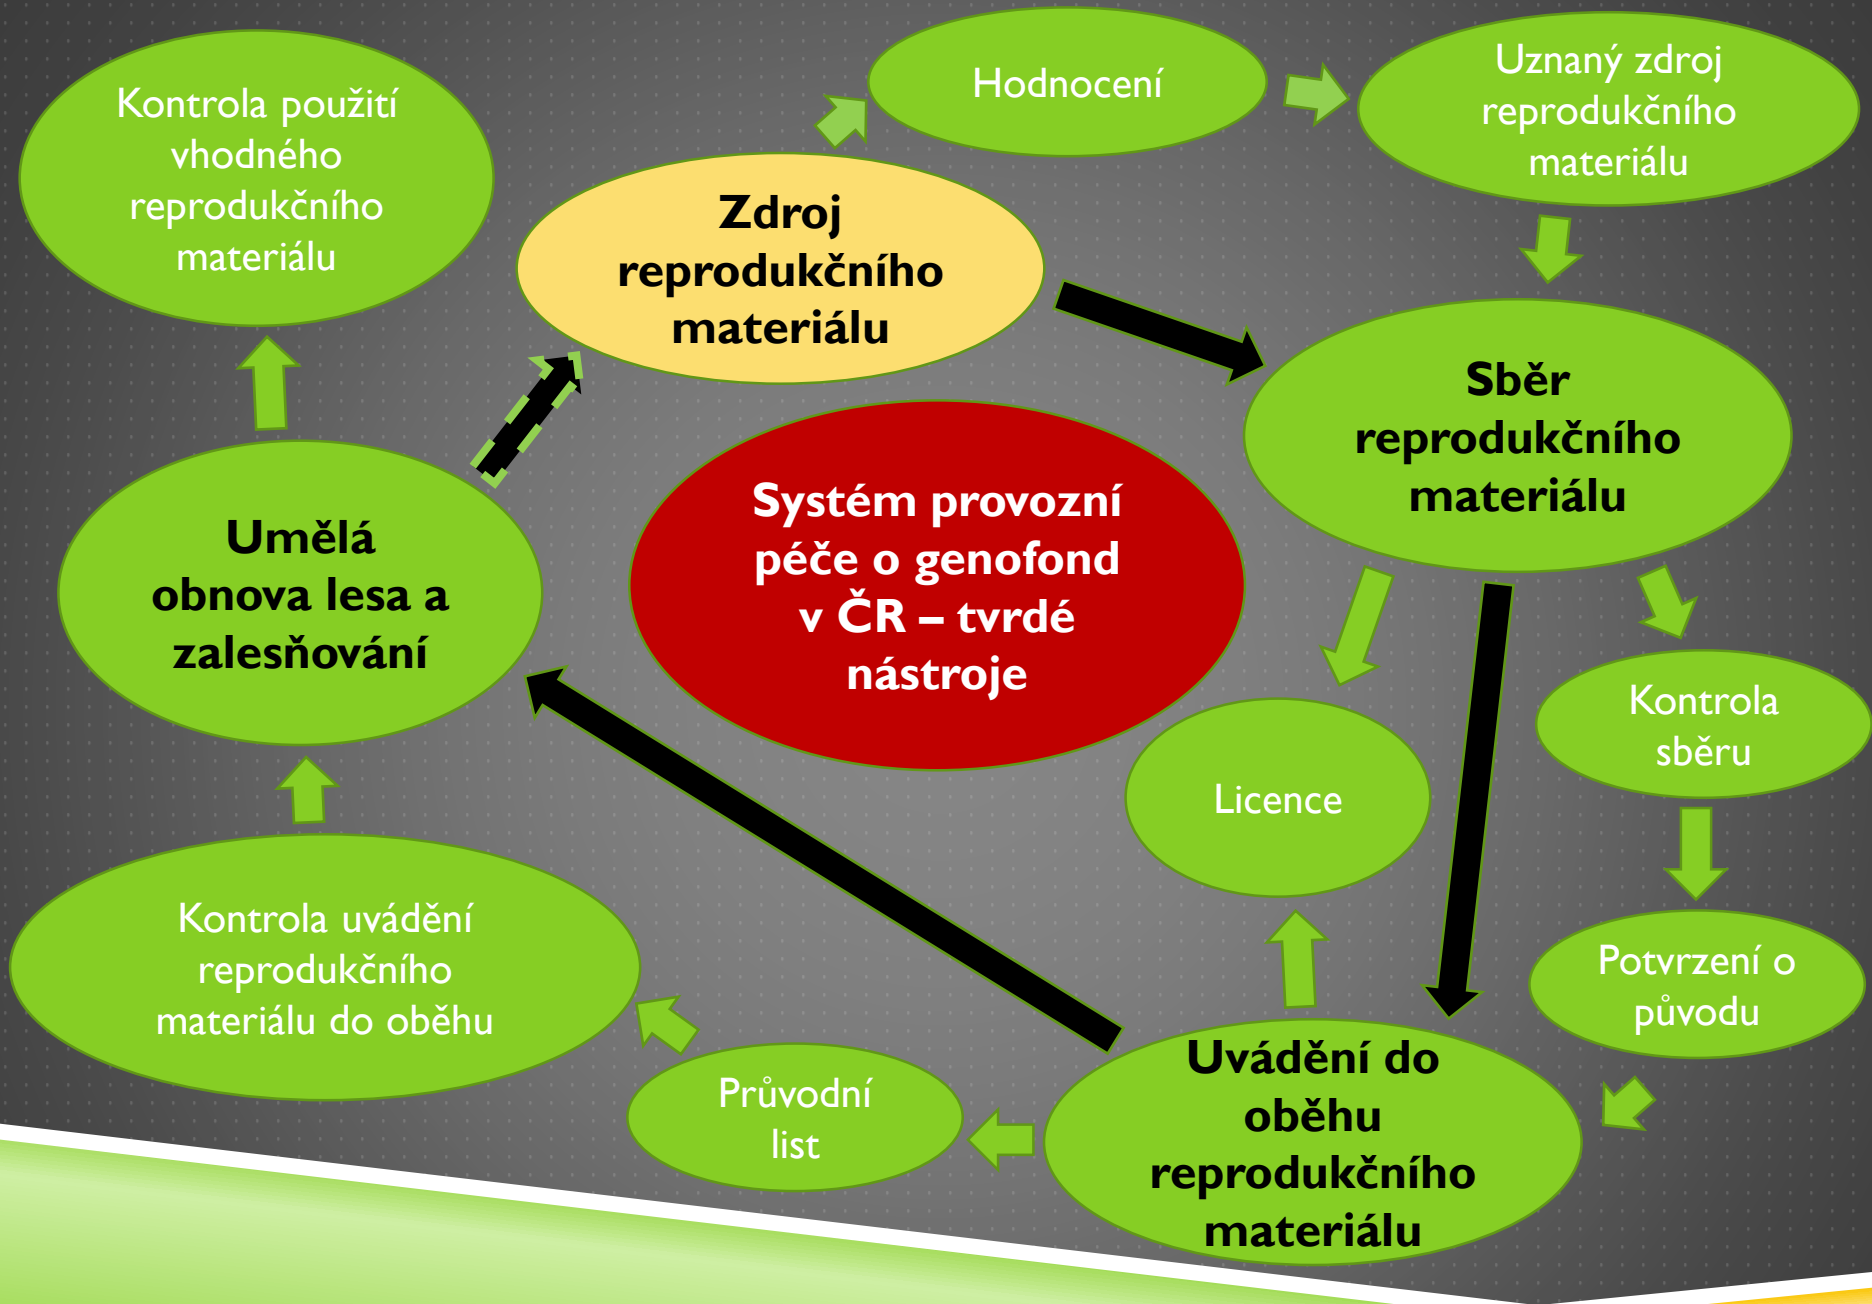 Kontrola použití
vhodného
reprodukčního
materiálu
Hodnocení
Uznaný zdroj
reprodukčního
materiálu
Zdroj
reprodukčního
materiálu
Sběr
reprodukčního
materiálu
Systém provozní
péče o genofond
v ČR – tvrdé
nástroje
Umělá
obnova lesa a
zalesňování
Kontrola
sběru
Licence
Kontrola uvádění
reprodukčního
materiálu do oběhu
Potvrzení o
původu
Průvodní
list
Uvádění do
oběhu
reprodukčního
materiálu